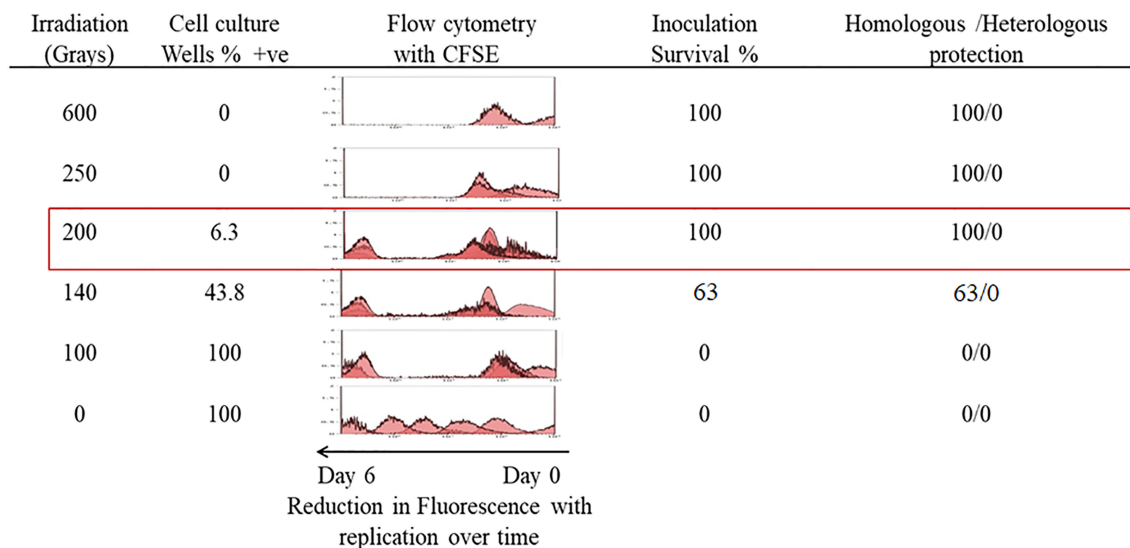 Irradiation (Grays)
Cell culture Wells % +ve
Flow cytometry with CFSE
Inoculation Survival %
Homologous /Heterologous protection
600 0 100 100/0
250 0 100 100/0
200 6.3 100 100/0
140 43.8 63 63/0
100 100 0 0/0
0 100 0 0/0
Day 6 Day 0
Reduction in Fluorescence with
replication over time